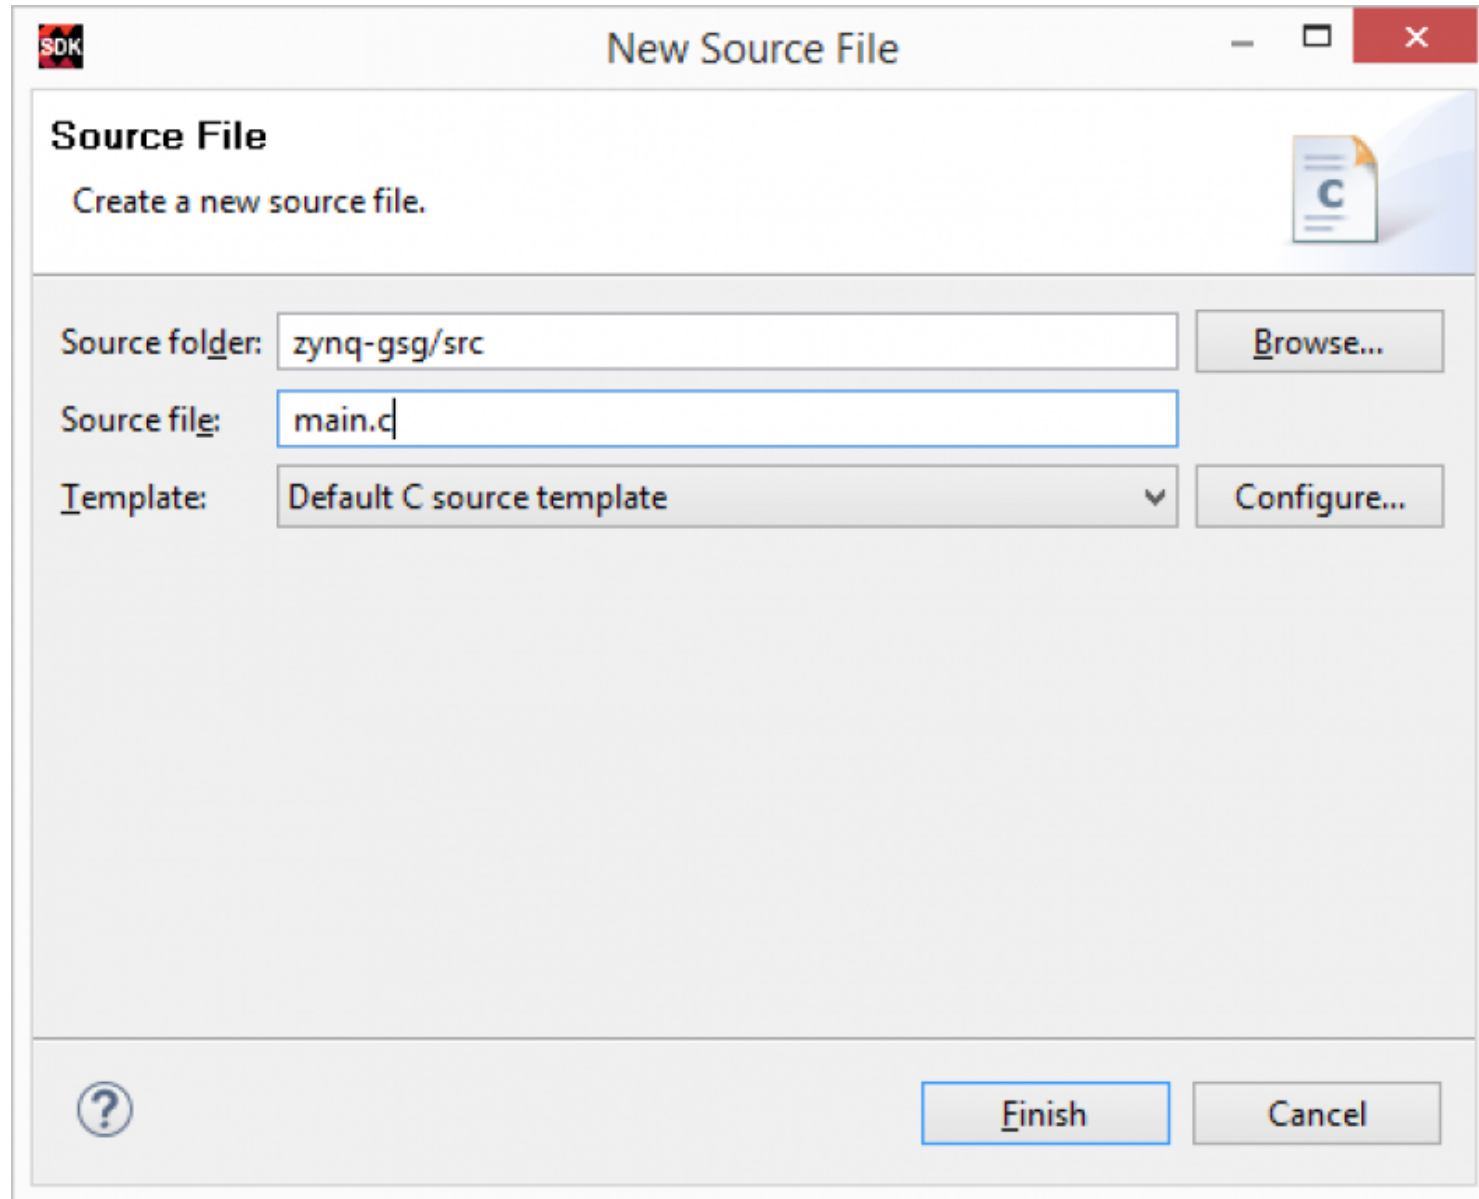 SDK
New Source File
Source File
Create a new source file.
C
Source folder: zynq-gsg/src Browse...
Source file: main.c
Template: Default C source template Configure...
? Finish Cancel